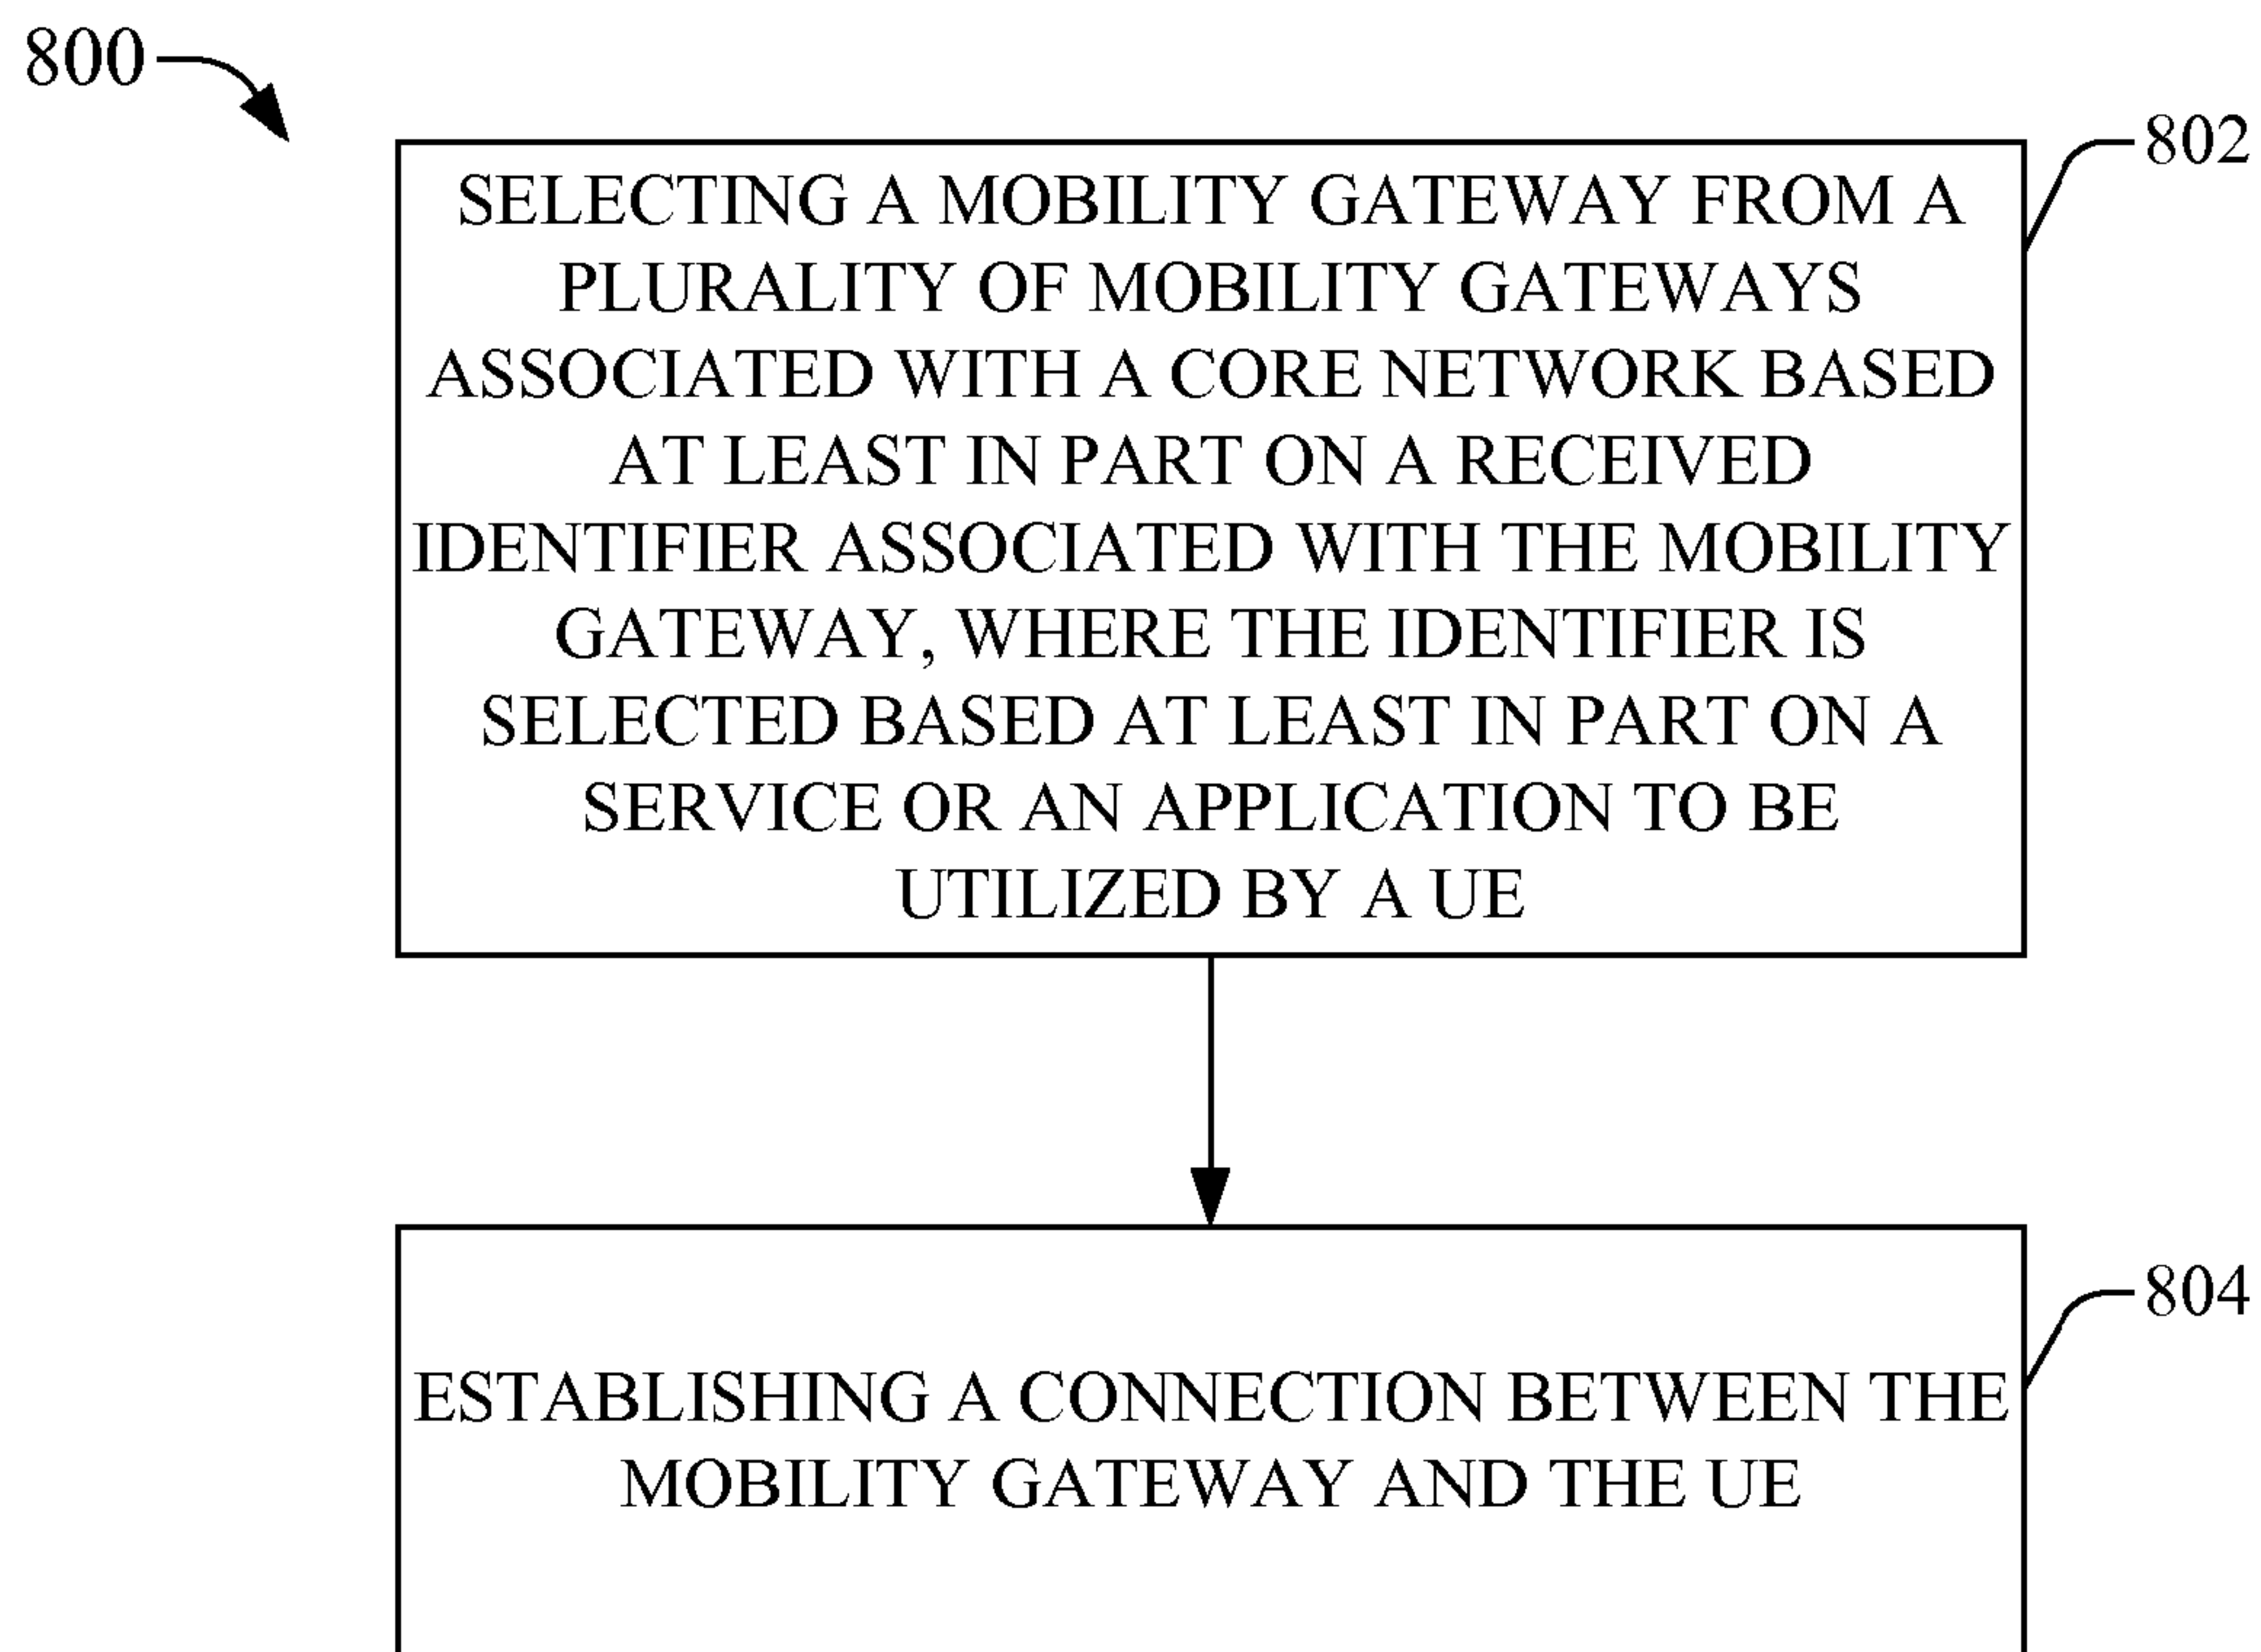 800
802
SELECTING A MOBILITY GATEWAY FROM A
PLURALITY OF MOBILITY GATEWAYS
ASSOCIATED WITH A CORE NETWORK BASED
AT LEAST IN PART ON A RECEIVED
IDENTIFIER ASSOCIATED WITH THE MOBILITY
GATEWAY, WHERE THE IDENTIFIER IS
SELECTED BASED AT LEAST IN PART ON A
SERVICE OR AN APPLICATION TO BE
UTILIZED BY A UE
804
ESTABLISHING A CONNECTION BETWEEN THE
MOBILITY GATEWAY AND THE UE